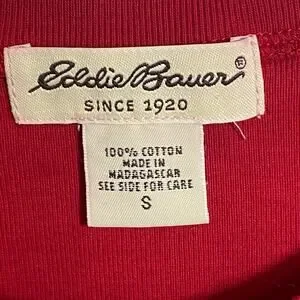 Eddie Bauer®
SINCE 1920
100% COTTON
MADE IN
MADAGASCAR
SEE SIDE FOR CARE
S